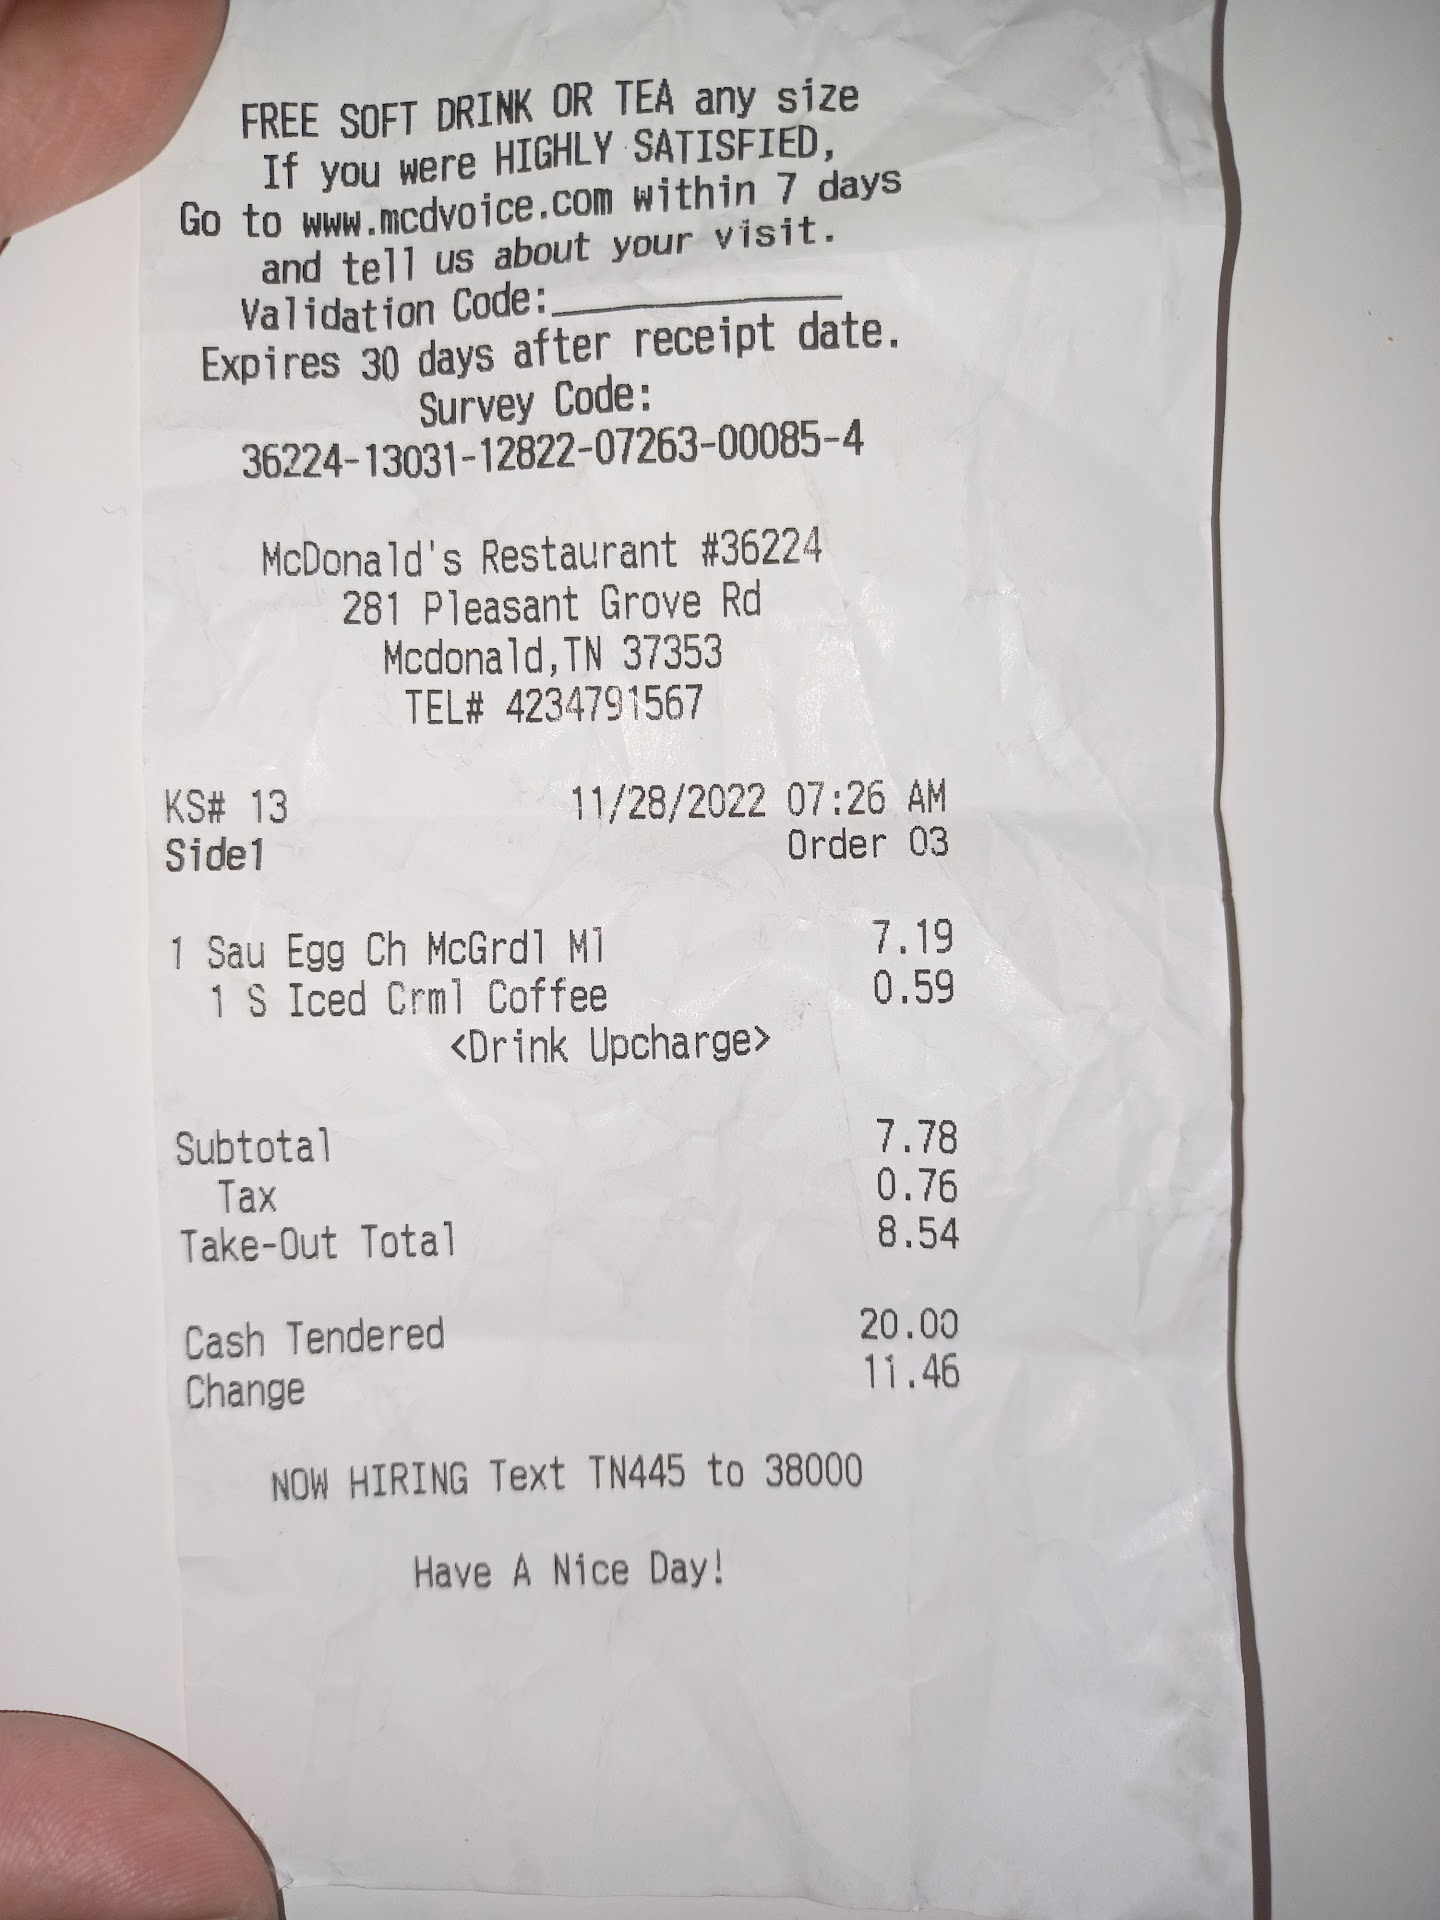 FREE SOFT DRINK OR TEA any size
If you were HIGHLY SATISFIED,
Go to www.mcdvoice.com within 7 days
and tell us about your visit.
Validation Code:______________
Expires 30 days after receipt date.
Survey Code:
36224-13031-12822-07263-00085-4
McDonald's Restaurant #36224
281 Pleasant Grove Rd
Mcdonald,TN 37353
TEL# 4234791567
KS# 13 11/28/2022 07:26 AM
Side1 Order 03
1 Sau Egg Ch McGrdl Ml 7.19
1 S Iced Crml Coffee 0.59
<Drink Upcharge>
Subtotal 7.78
Tax 0.76
Take-Out Total 8.54
Cash Tendered 20.00
Change 11.46
NOW HIRING Text TN445 to 38000
Have A Nice Day!